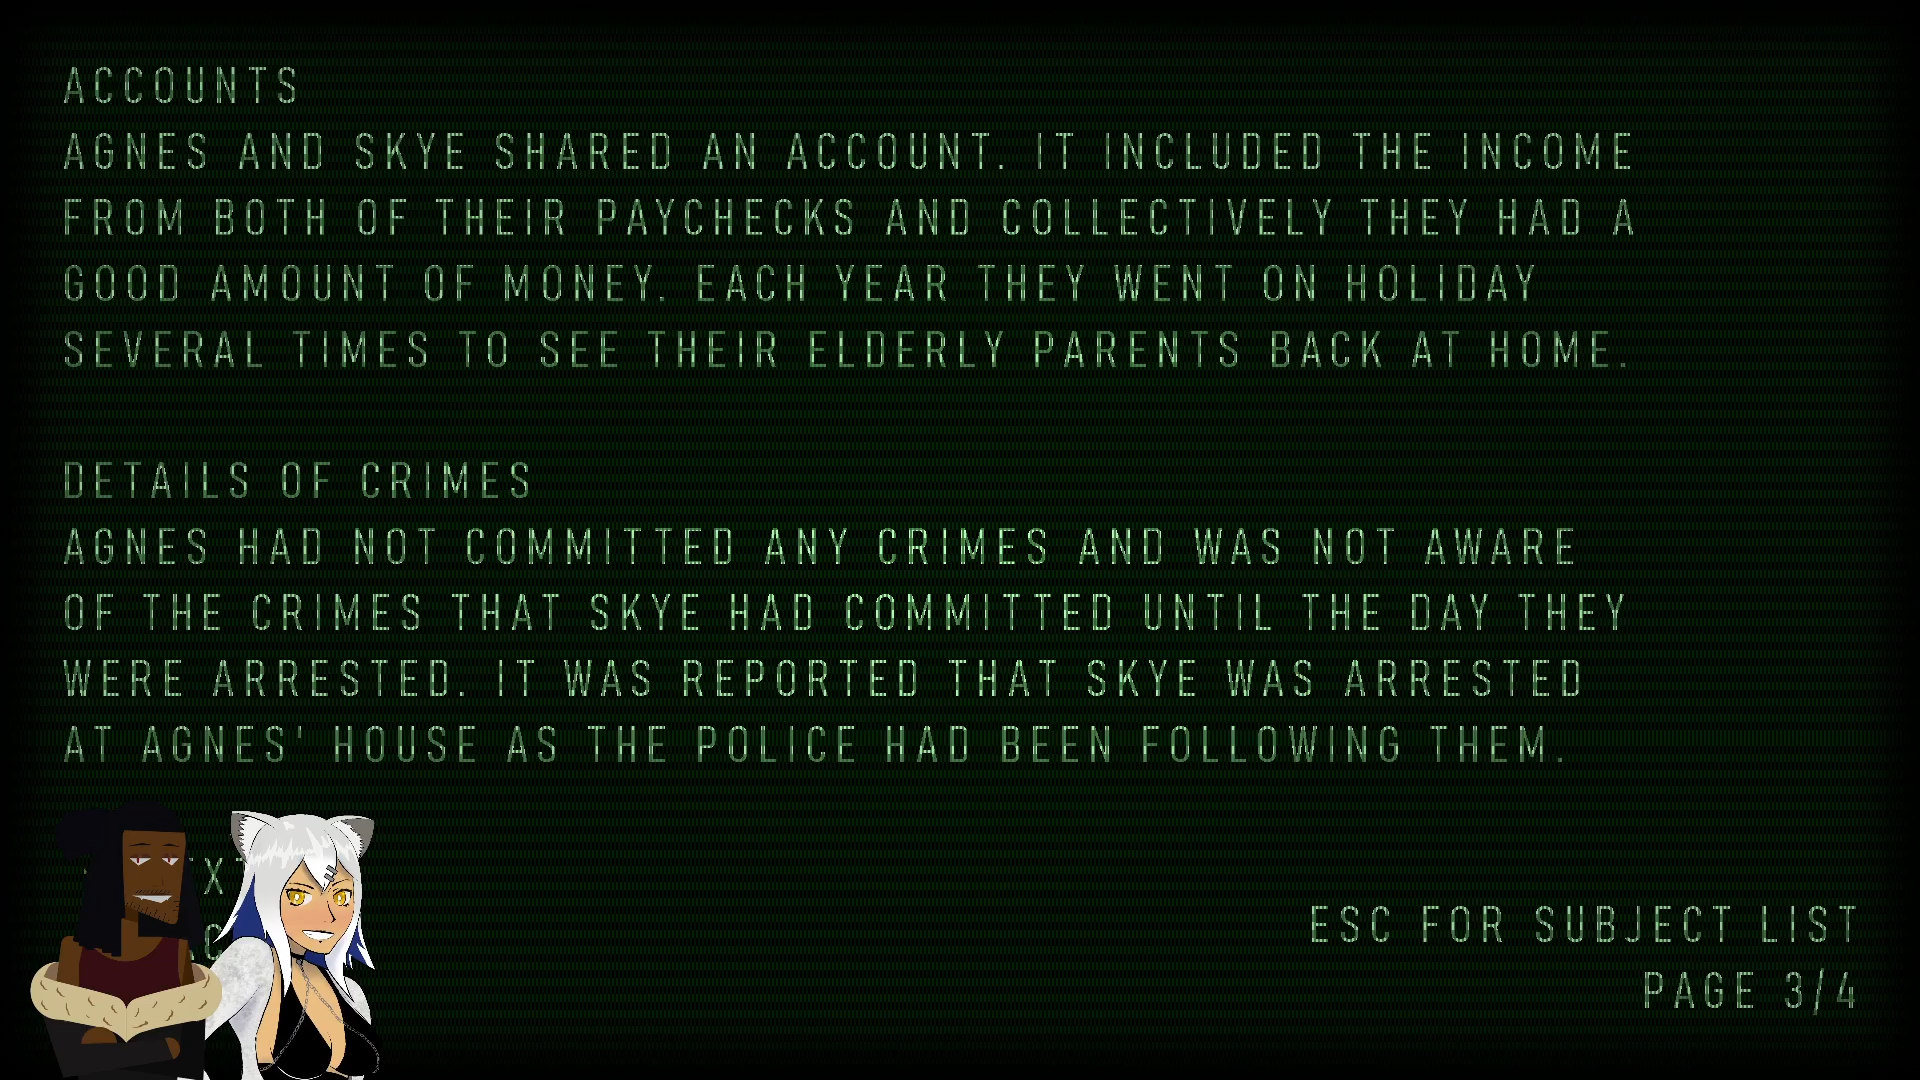 ACCOUNTS
AGNES AND SKYE SHARED AN ACCOUNT. IT INCLUDED THE INCOME
FROM BOTH OF THEIR PAYCHECKS AND COLLECTIVELY THEY HAD A
GOOD AMOUNT OF MONEY. EACH YEAR THEY WENT ON HOLIDAY
SEVERAL TIMES TO SEE THEIR ELDERLY PARENTS BACK AT HOME.
DETAILS OF CRIMES
AGNES HAD NOT COMMITTED ANY CRIMES AND WAS NOT AWARE
OF THE CRIMES THAT SKYE HAD COMMITTED UNTIL THE DAY THEY
WERE ARRESTED. IT WAS REPORTED THAT SKYE WAS ARRESTED
AT AGNES' HOUSE AS THE POLICE HAD BEEN FOLLOWING THEM.
ESC FOR SUBJECT LIST
PAGE 3/4